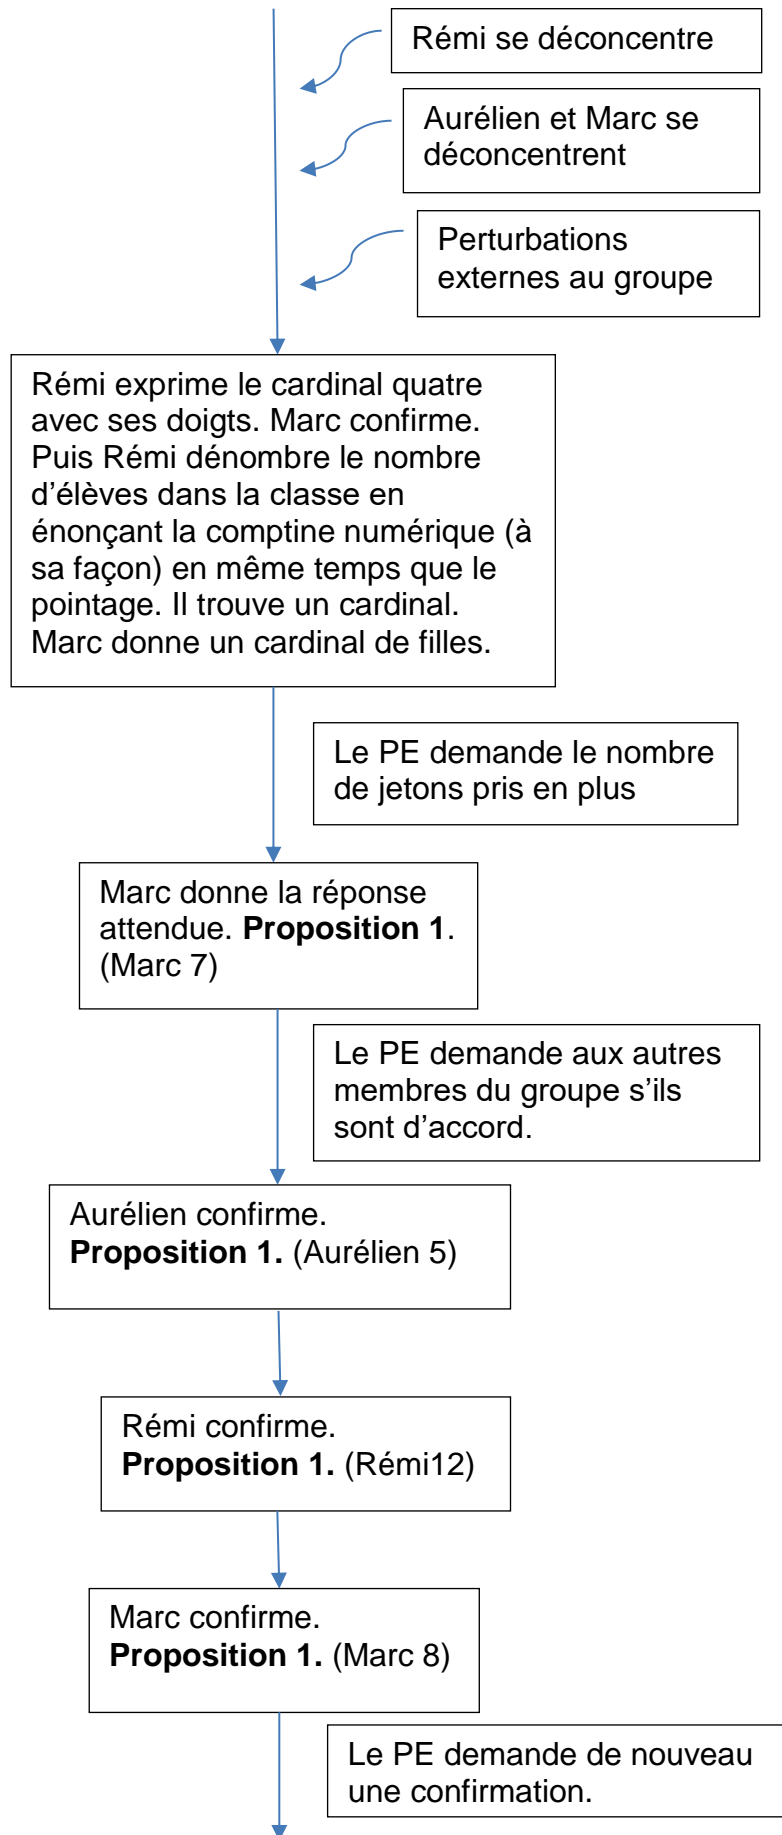 Rémi se déconcentre
Aurélien et Marc se
déconcentrent
Perturbations
externes au groupe
Rémi exprime le cardinal quatre
avec ses doigts. Marc confirme.
Puis Rémi dénombre le nombre
d’élèves dans la classe en
énonçant la comptine numérique (à
sa façon) en même temps que le
pointage. Il trouve un cardinal.
Marc donne un cardinal de filles.
Le PE demande le nombre
de jetons pris en plus
Marc donne la réponse
attendue. Proposition 1.
(Marc 7)
Le PE demande aux autres
membres du groupe s’ils
sont d’accord.
Aurélien confirme.
Proposition 1. (Aurélien 5)
Rémi confirme.
Proposition 1. (Rémi12)
Marc confirme.
Proposition 1. (Marc 8)
Le PE demande de nouveau
une confirmation.